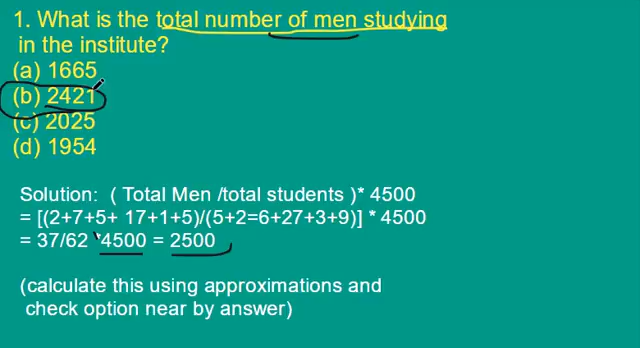 1. What is the total number of men studying
in the institute?
(a) 1665
(b) 2421
(c) 2025
(d) 1954
Solution: ( Total Men /total students )* 4500
= [(2+7+5+ 17+1+5)/(5+2=6+27+3+9)] * 4500
= 37/62 *4500 = 2500
(calculate this using approximations and
check option near by answer)